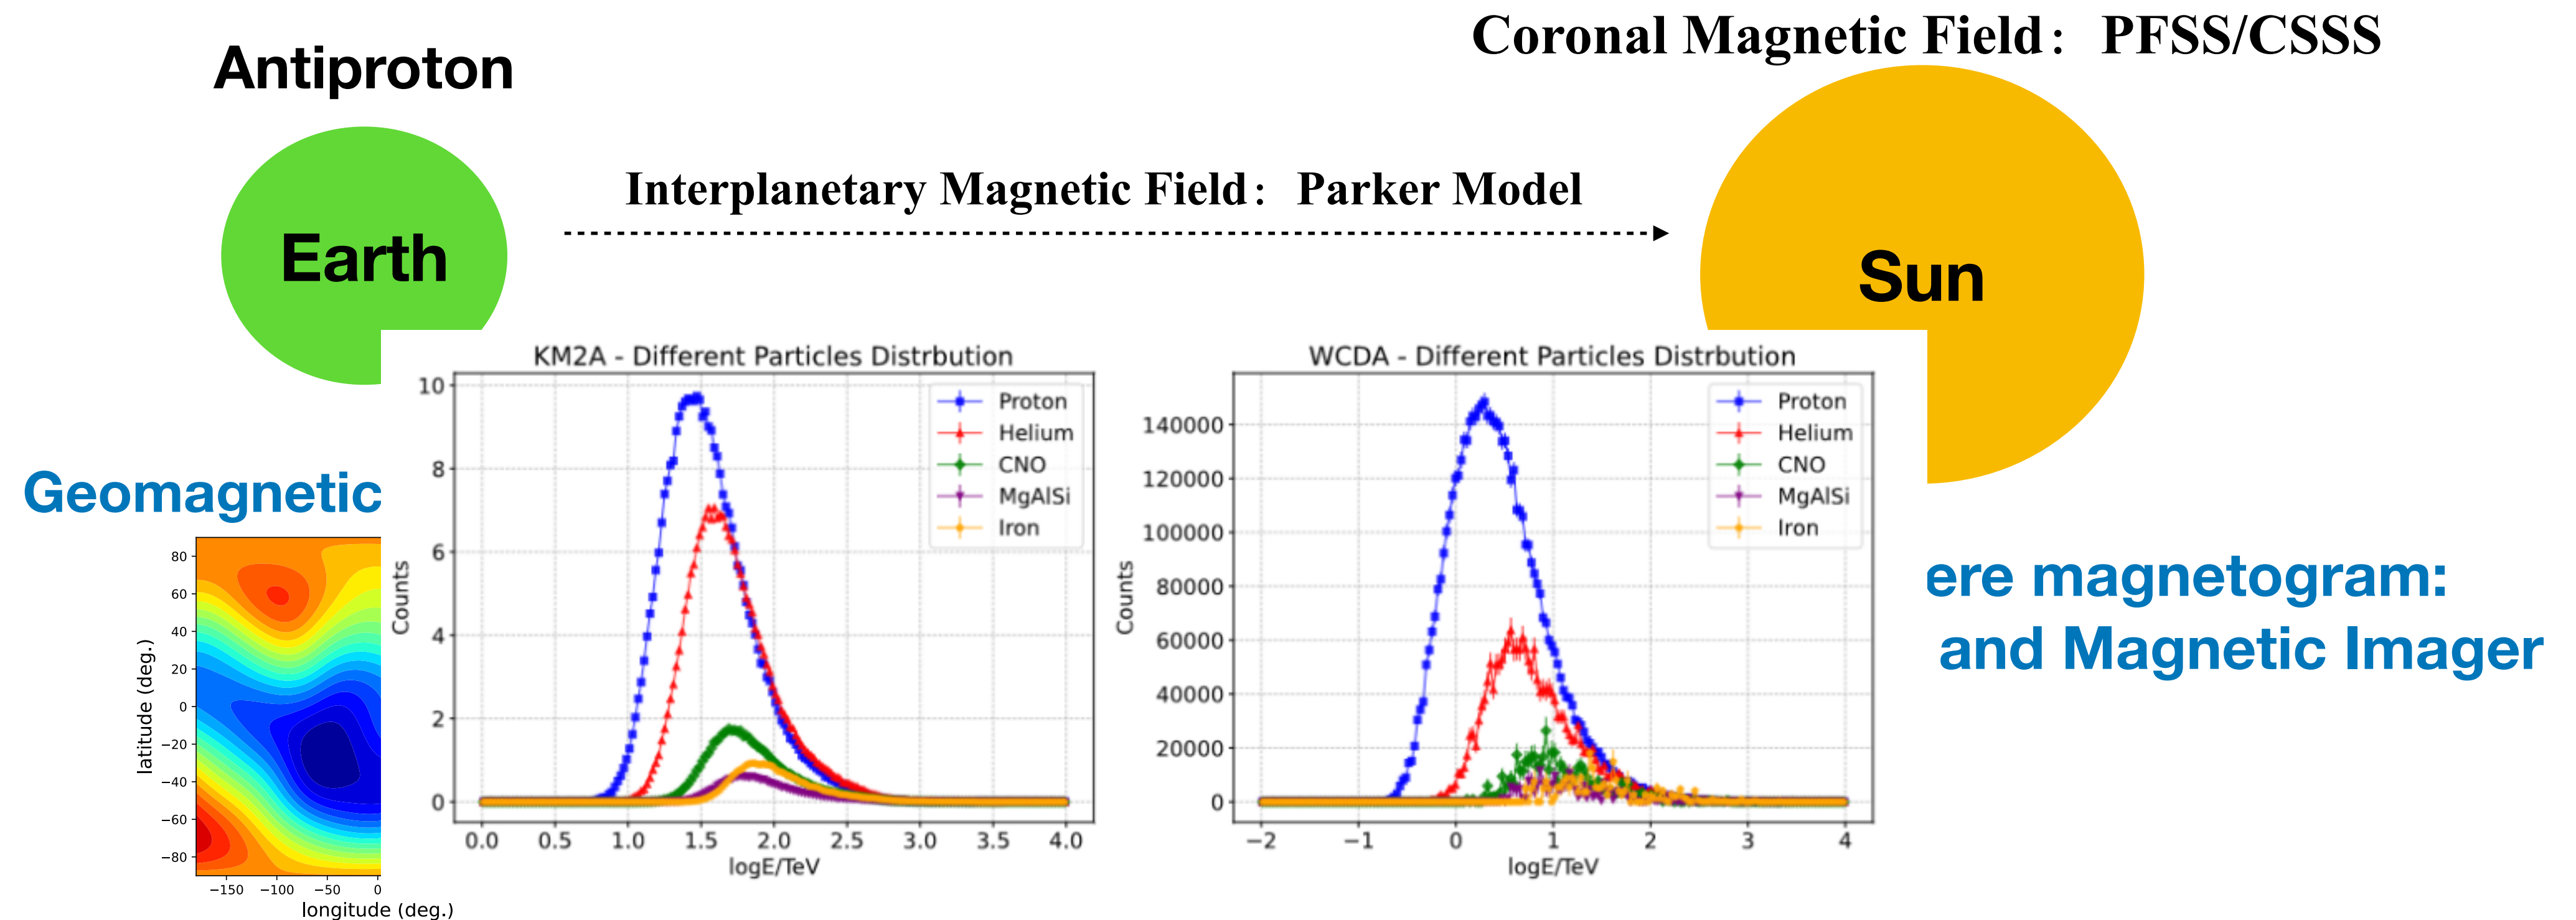 Coronal Magnetic Field： PFSS/CSSS
Antiproton
Interplanetary Magnetic Field： Parker Model
Earth
Sun
Geomagnetic
80
60
40
20
0
−20
−40
−60
−80
latitude (deg.)
−150 −100 −50 0
longitude (deg.)
KM2A - Different Particles Distrbution
Proton
Helium
CNO
MgAlSi
Iron
10
8
6
4
2
0
Counts
0.0 0.5 1.0 1.5 2.0 2.5 3.0 3.5 4.0
logE/TeV
WCDA - Different Particles Distrbution
Proton
Helium
CNO
MgAlSi
Iron
140000
120000
100000
80000
60000
40000
20000
0
Counts
−2 −1 0 1 2 3 4
logE/TeV
ere magnetogram:
and Magnetic Imager